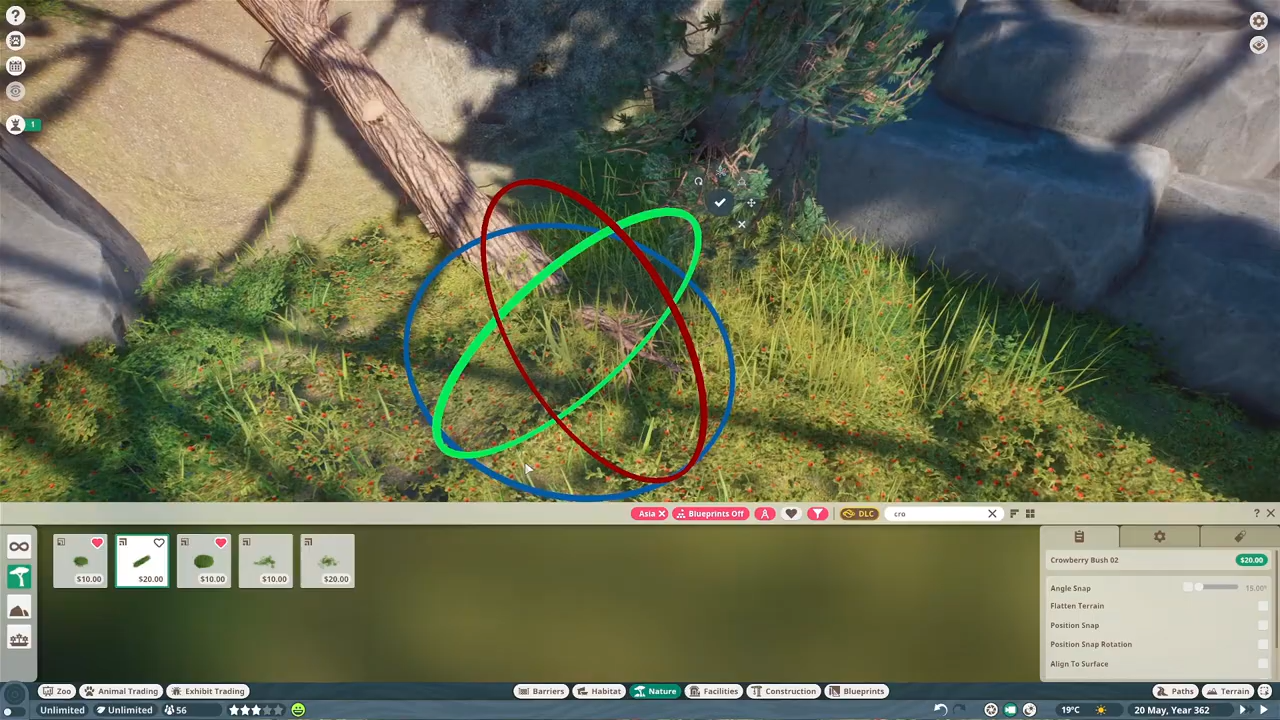 ?
1
Asia ✕
Blueprints Off
DLC
cro
? ✕
$10.00
$20.00
$10.00
$10.00
$20.00
Crowberry Bush 02
$20.00
Angle Snap
15.00°
Flatten Terrain
Position Snap
Position Snap Rotation
Align To Surface
Zoo
Animal Trading
Exhibit Trading
Barriers
Habitat
Nature
Facilities
Construction
Blueprints
Paths
Terrain
Unlimited
Unlimited
56
19°C
20 May, Year 362